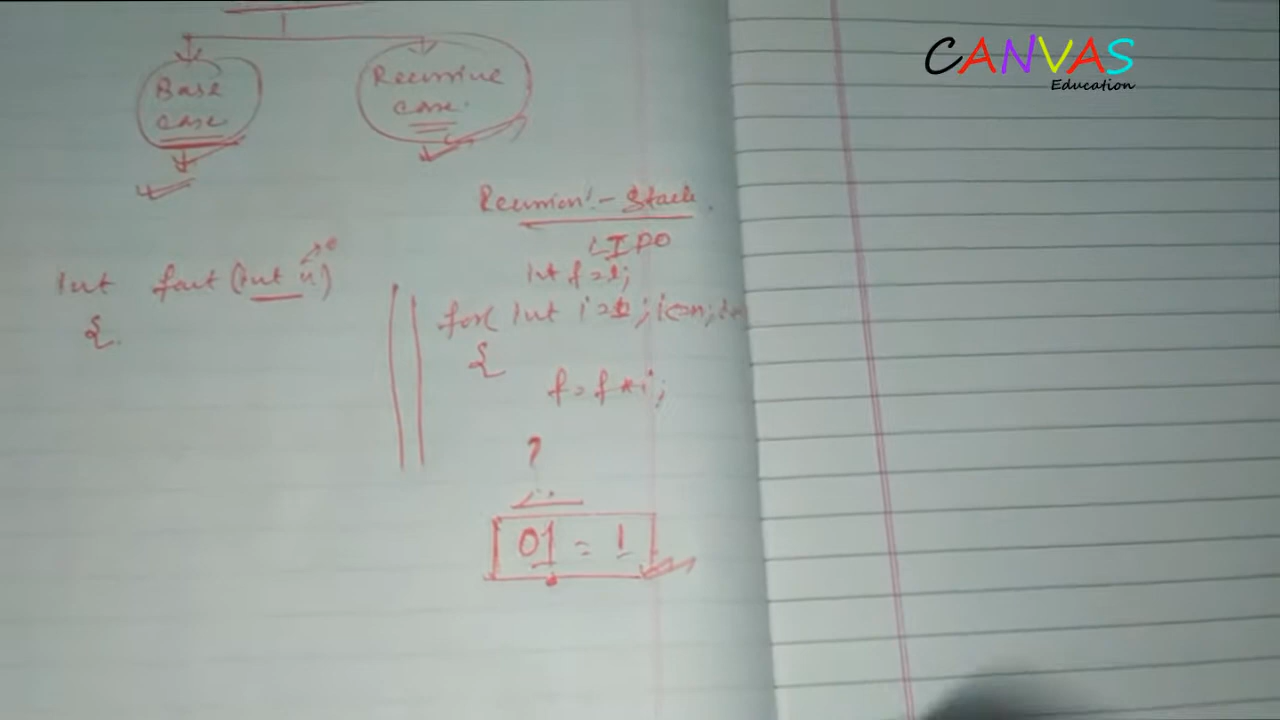 CANVAS
Education
Base
case
Recursive
case.
Recursion:- Stack.
LIFO
int fact (int n)
{
int f=1;
for( int i=1; i<=n; i++
{
f = f * i;
}
0! = 1